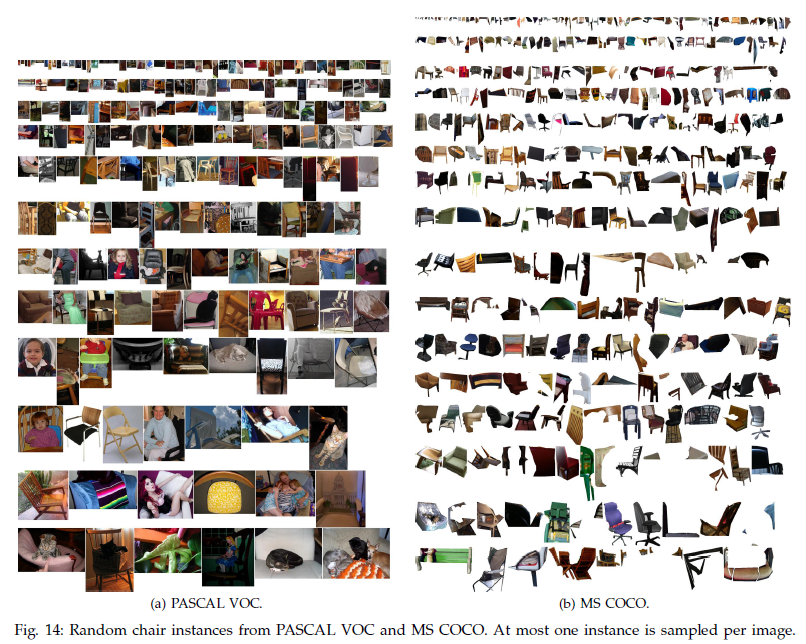 (a) PASCAL VOC.
(b) MS COCO.
Fig. 14: Random chair instances from PASCAL VOC and MS COCO. At most one instance is sampled per image.